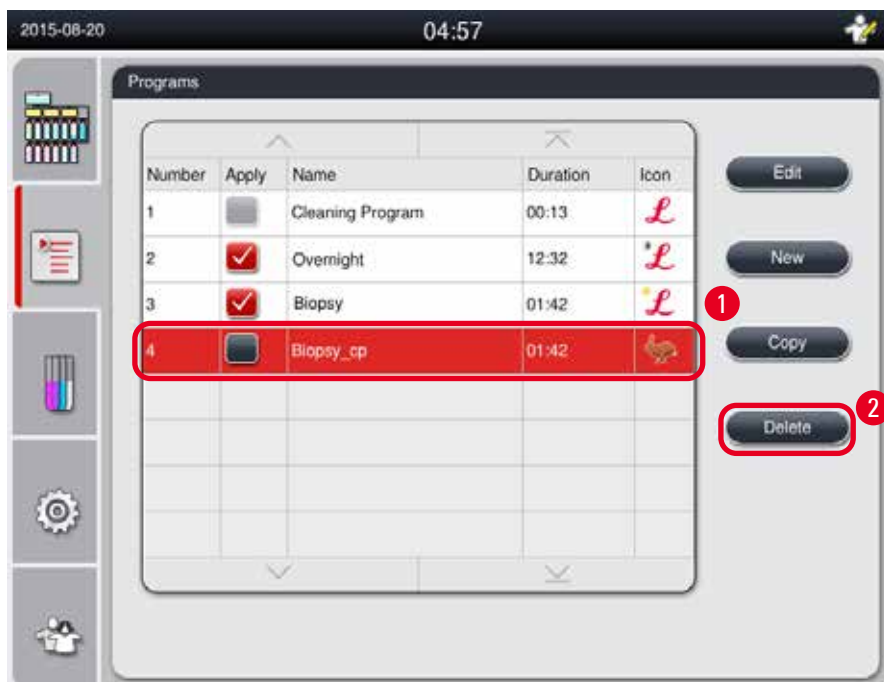 2015-08-20 04:57
Programs
Number Apply Name Duration Icon
1 Cleaning Program 00:13 L
2 Overnight 12:32 L
3 Biopsy 01:42 L
4 Biopsy_cp 01:42
Edit
New
1
Copy
2
Delete